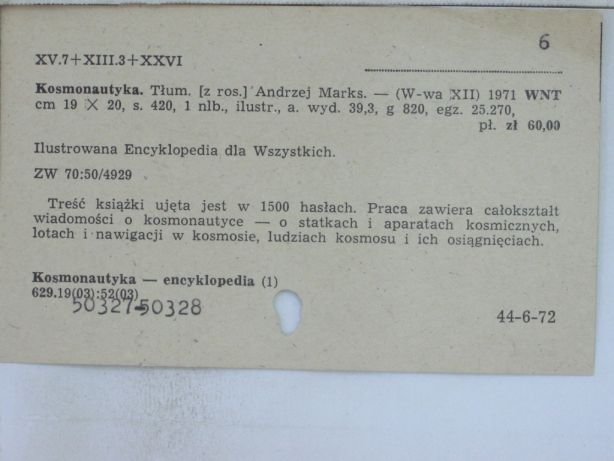 6
XV.7+XIII.3+XXVI
Kosmonautyka. Tłum. [z ros.] Andrzej Marks. — (W-wa XII) 1971 WNT
cm 19 X 20, s. 420, 1 nlb., ilustr., a. wyd. 39,3, g 820, egz. 25.270,
pł. zł 60,00
Ilustrowana Encyklopedia dla Wszystkich.
ZW 70:50/4929
Treść książki ujęta jest w 1500 hasłach. Praca zawiera całokształt
wiadomości o kosmonautyce — o statkach i aparatach kosmicznych,
lotach i nawigacji w kosmosie, ludziach kosmosu i ich osiągnięciach.
Kosmonautyka — encyklopedia (1)
629.19(03):52(03)
50327-50328
44-6-72